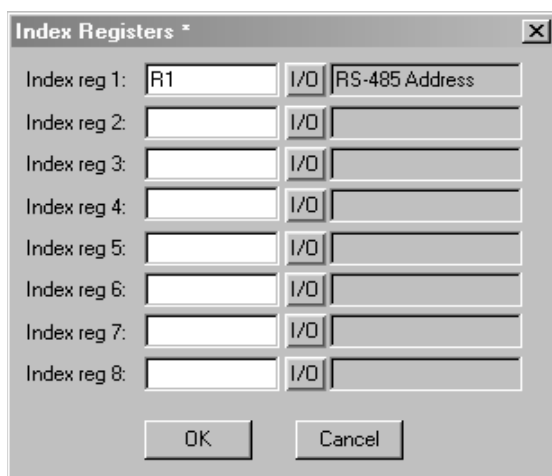 Index Registers *
Index reg 1: R1 I/O RS-485 Address
Index reg 2: I/O
Index reg 3: I/O
Index reg 4: I/O
Index reg 5: I/O
Index reg 6: I/O
Index reg 7: I/O
Index reg 8: I/O
OK Cancel